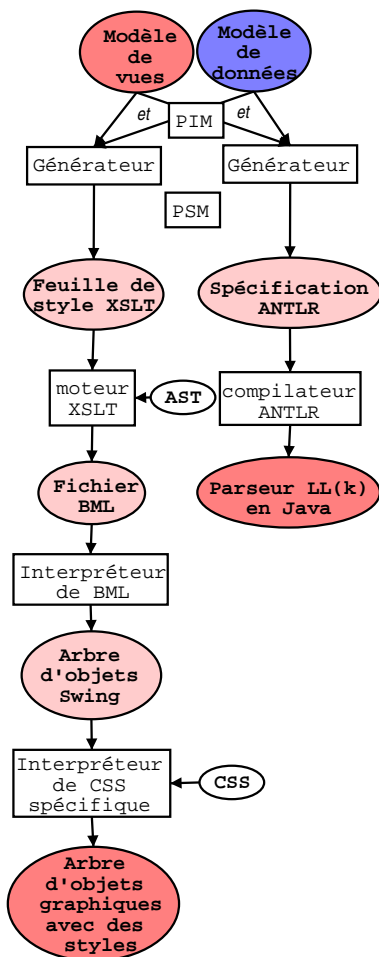 Modèle
de
vues
Modèle
de
données
et
PIM
et
Générateur
Générateur
PSM
Feuille de
style XSLT
Spécification
ANTLR
moteur
XSLT
AST
compilateur
ANTLR
Fichier
BML
Parseur LL(k)
en Java
Interpréteur
de BML
Arbre
d'objets
Swing
Interpréteur
de CSS
spécifique
CSS
Arbre
d'objets
graphiques
avec des
styles